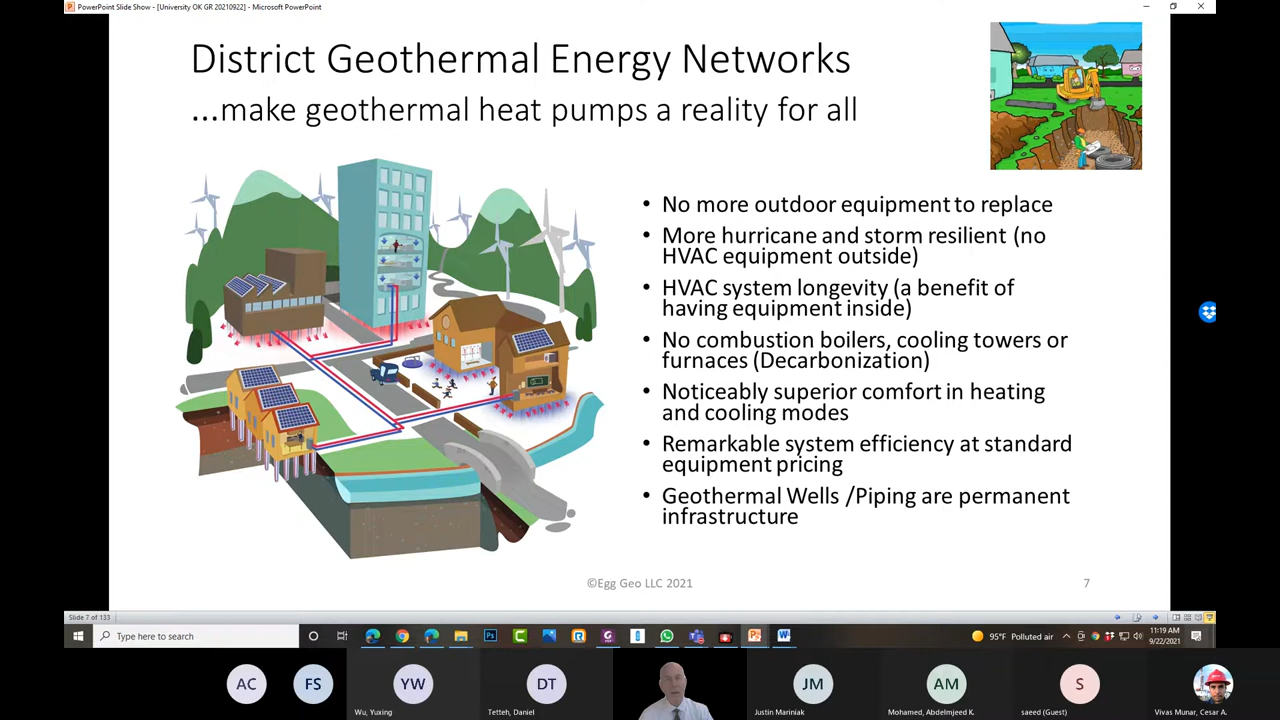 PowerPoint Slide Show - [University OK GR 20210922] - Microsoft PowerPoint
District Geothermal Energy Networks
...make geothermal heat pumps a reality for all
• No more outdoor equipment to replace
• More hurricane and storm resilient (no
HVAC equipment outside)
• HVAC system longevity (a benefit of
having equipment inside)
• No combustion boilers, cooling towers or
furnaces (Decarbonization)
• Noticeably superior comfort in heating
and cooling modes
• Remarkable system efficiency at standard
equipment pricing
• Geothermal Wells /Piping are permanent
infrastructure
©Egg Geo LLC 2021
7
Slide 7 of 133
Type here to search
95°F Polluted air
11:19 AM
9/22/2021
AC
FS
YW
DT
JM
AM
S
Wu, Yuxing
Tetteh, Daniel
Justin Mariniak
Mohamed, Abdelmjeed K.
saeed (Guest)
Vivas Munar, Cesar A.